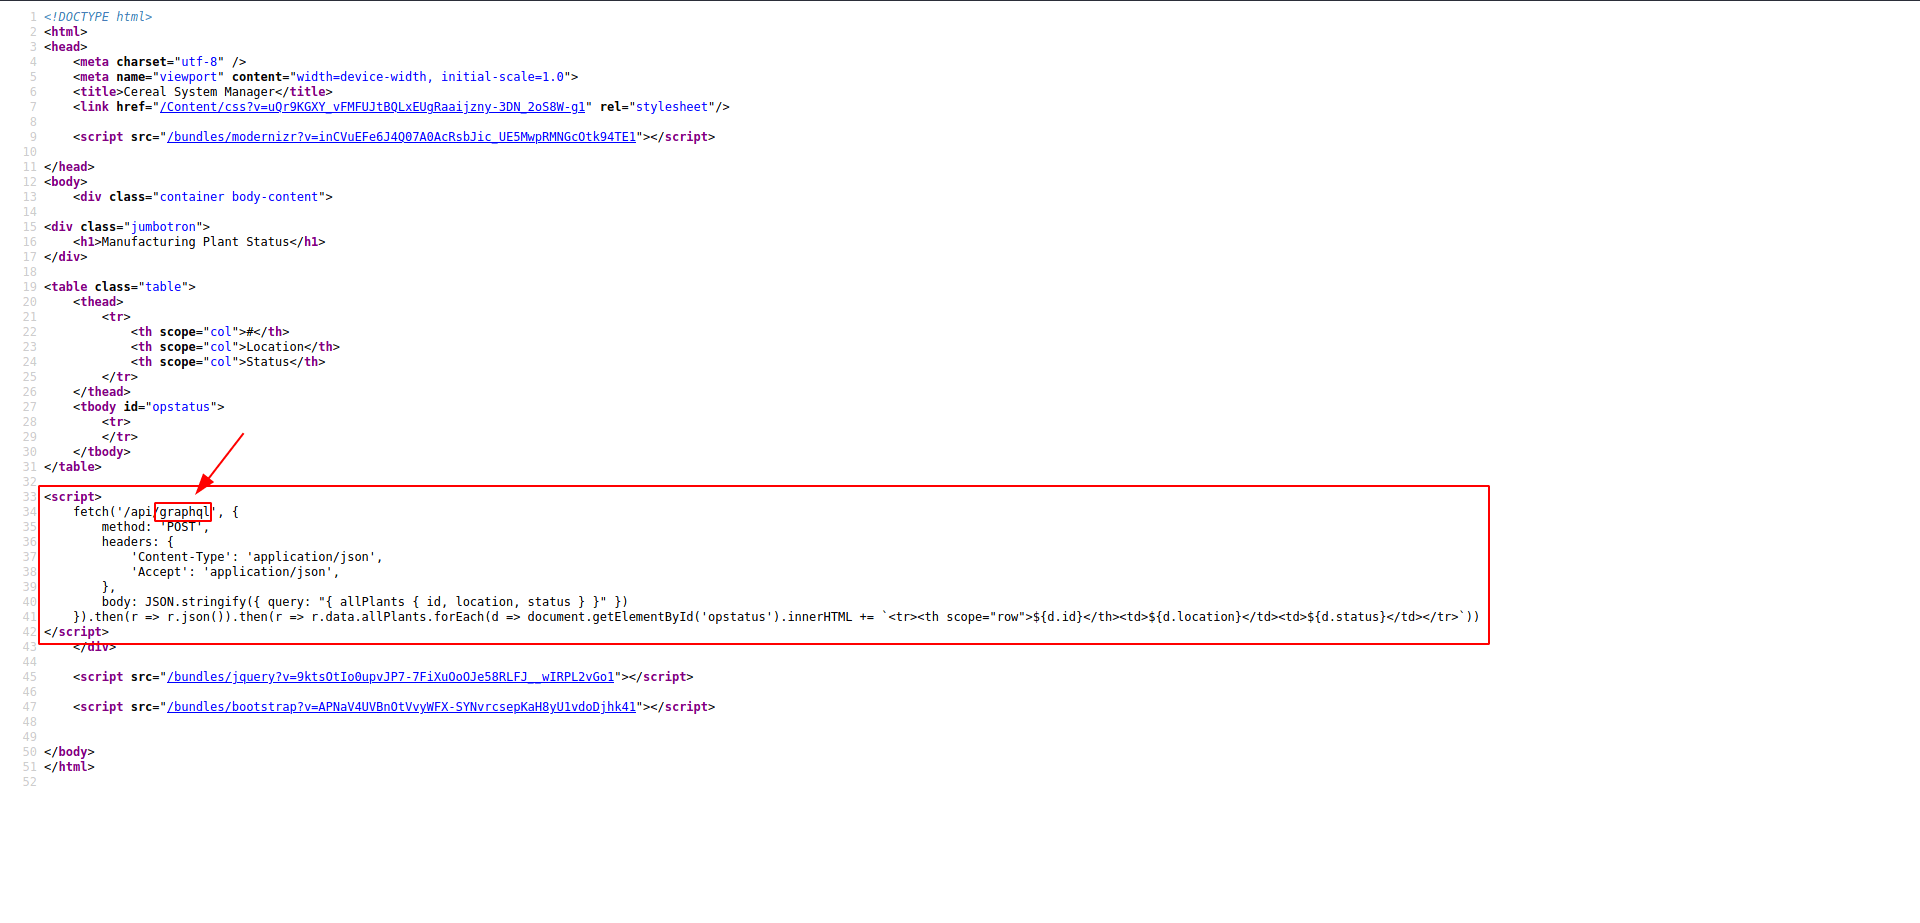 1 <!DOCTYPE html>
2 <html>
3 <head>
4     <meta charset="utf-8" />
5     <meta name="viewport" content="width=device-width, initial-scale=1.0">
6     <title>Cereal System Manager</title>
7     <link href="/Content/css?v=uQr9KGXY_vFMFUJtBQLxEUgRaaijzny-3DN_2oS8W-g1" rel="stylesheet"/>
8
9     <script src="/bundles/modernizr?v=inCVuEFe6J4Q07A0AcRsbJic_UE5MwpRMNGcOtk94TE1"></script>
10
11 </head>
12 <body>
13     <div class="container body-content">
14
15 <div class="jumbotron">
16     <h1>Manufacturing Plant Status</h1>
17 </div>
18
19 <table class="table">
20     <thead>
21         <tr>
22             <th scope="col">#</th>
23             <th scope="col">Location</th>
24             <th scope="col">Status</th>
25         </tr>
26     </thead>
27     <tbody id="opstatus">
28         <tr>
29         </tr>
30     </tbody>
31 </table>
32
33 <script>
34     fetch('/api/graphql', {
35         method: 'POST',
36         headers: {
37             'Content-Type': 'application/json',
38             'Accept': 'application/json',
39         },
40         body: JSON.stringify({ query: "{ allPlants { id, location, status } }" })
41     }).then(r => r.json()).then(r => r.data.allPlants.forEach(d => document.getElementById('opstatus').innerHTML += `<tr><th scope="row">${d.id}</th><td>${d.location}</td><td>${d.status}</td></tr>`))
42 </script>
43     </div>
44
45     <script src="/bundles/jquery?v=9ktsOtIo0upvJP7-7FiXuOoOJe58RLFJ__wIRPL2vGo1"></script>
46
47     <script src="/bundles/bootstrap?v=APNaV4UVBnOtVvyWFX-SYNvrcsepKaH8yU1vdoDjhk41"></script>
48
49
50 </body>
51 </html>
52